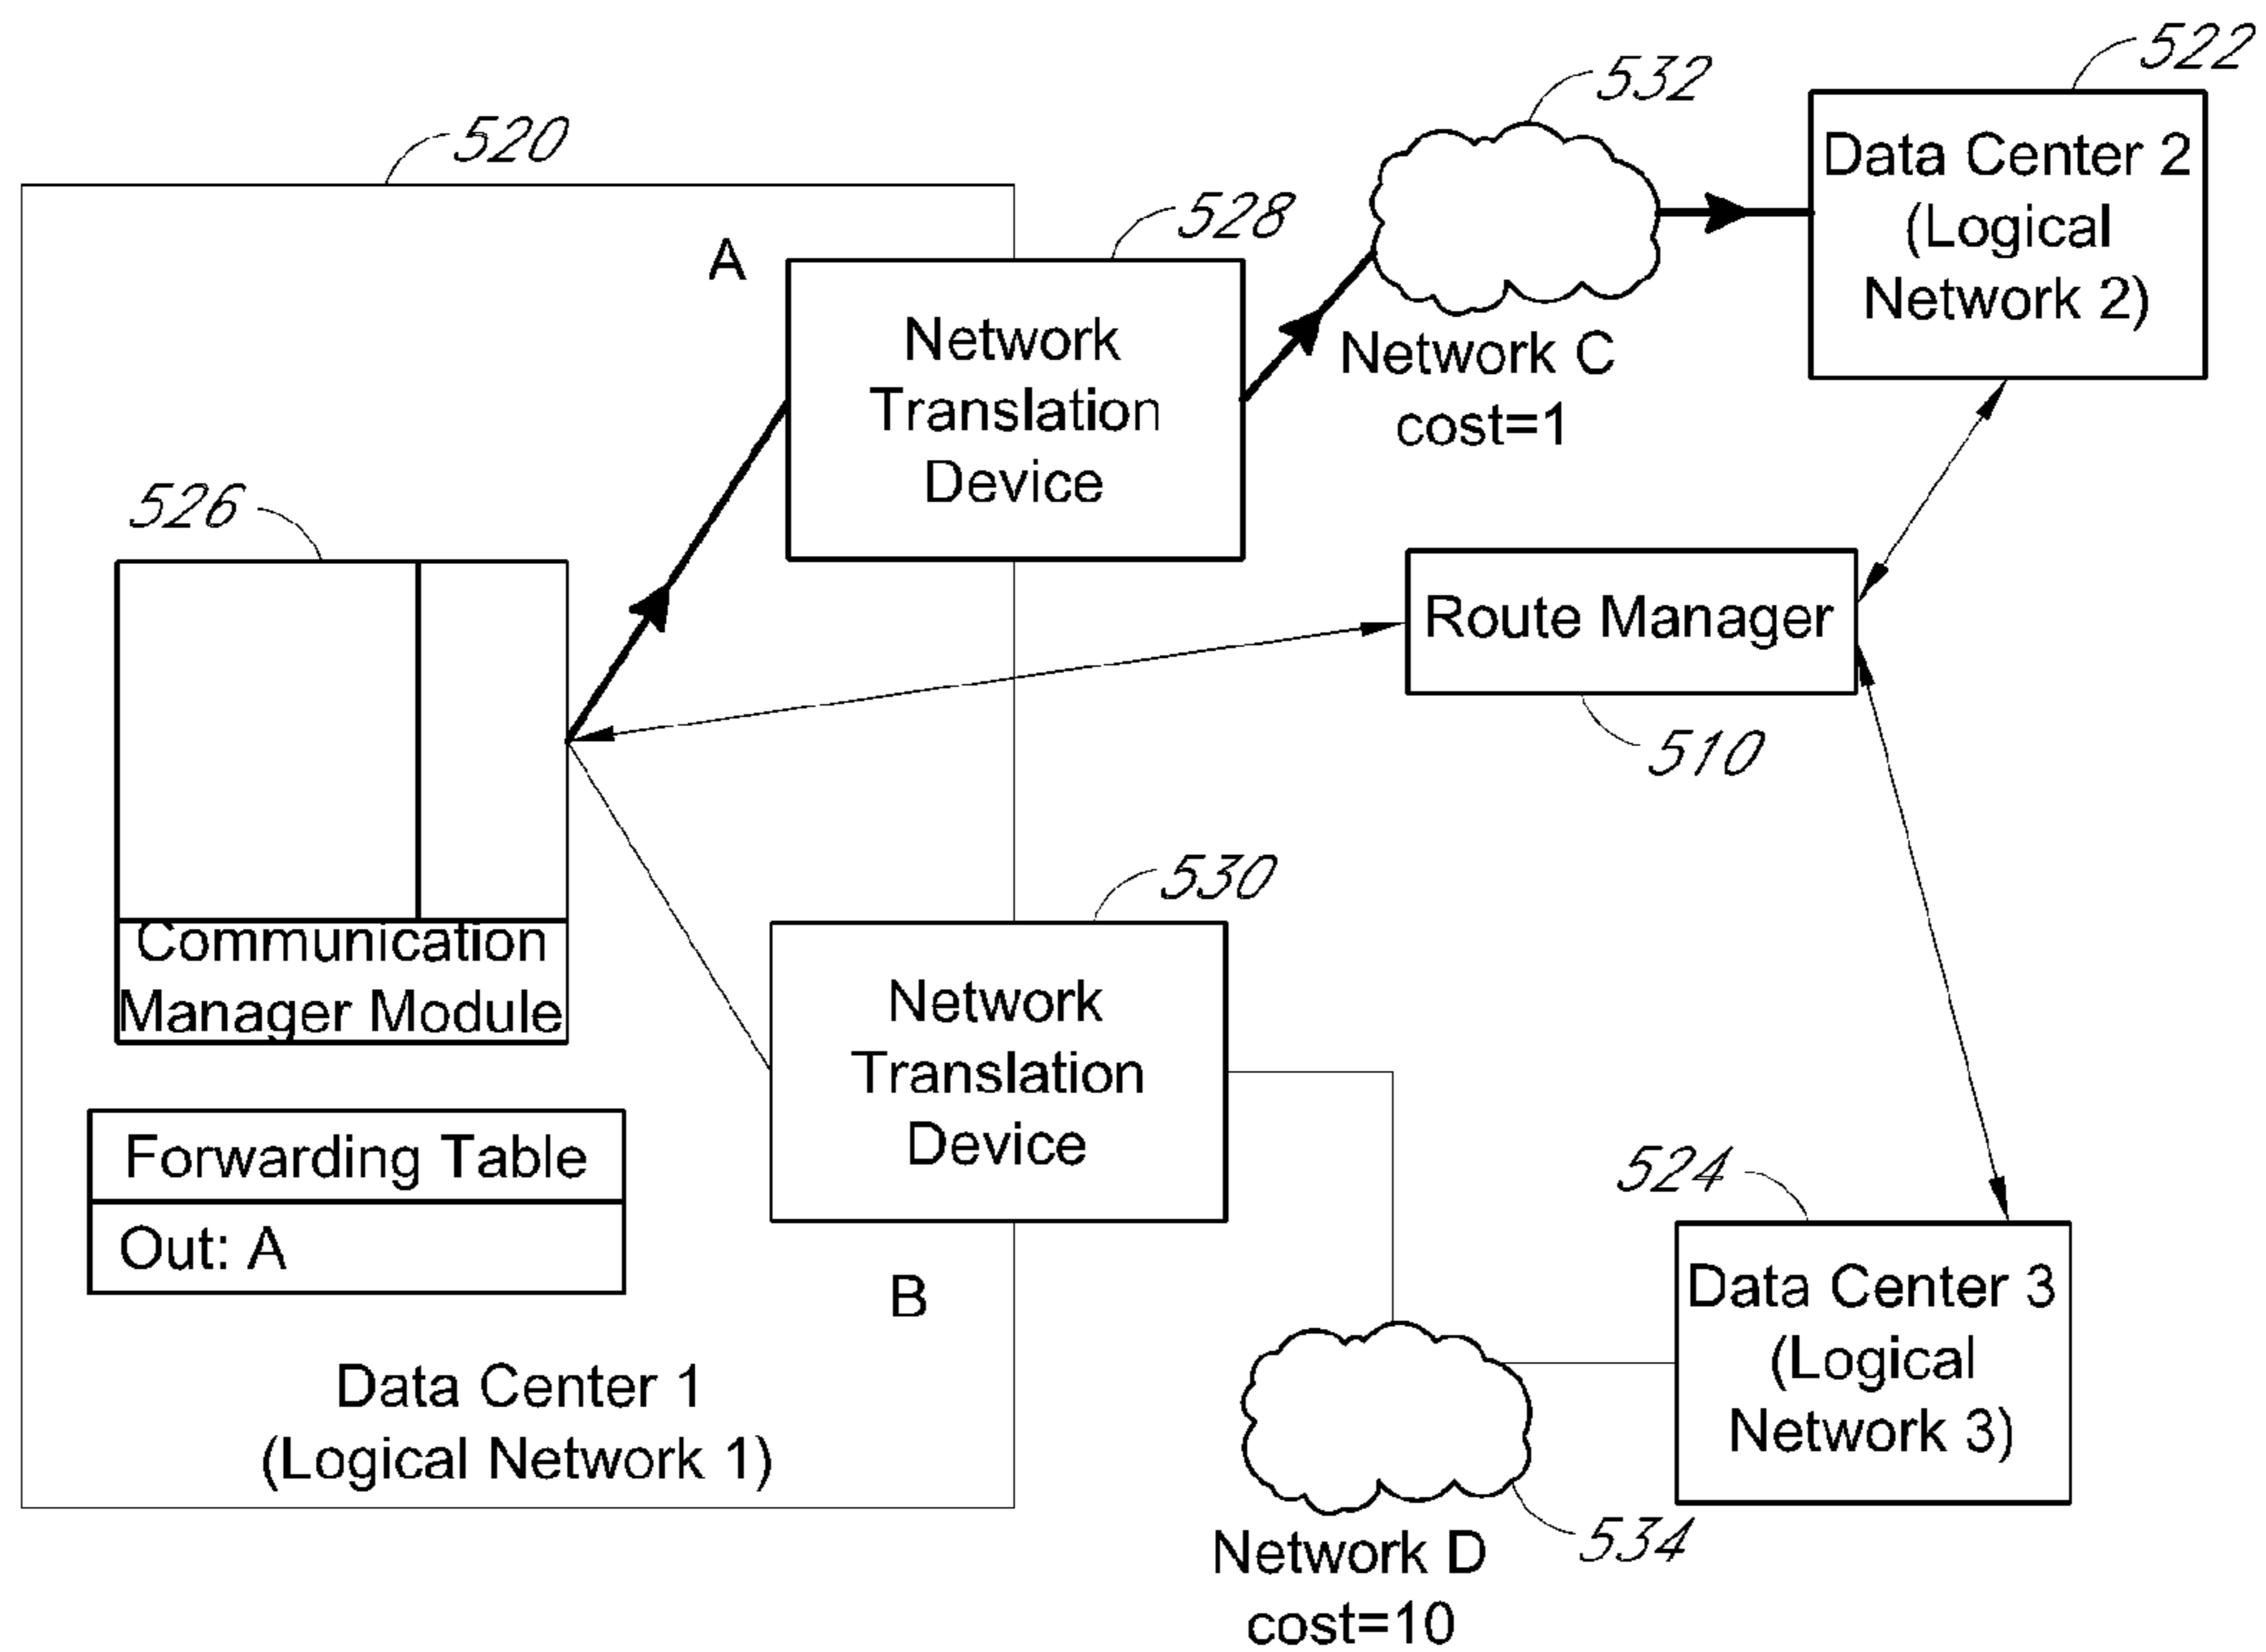 522
532
Data Center 2
(Logical
Network 2)
520
528
A
Network
Translation
Device
Network C
cost=1
526
Route Manager
510
Communication
Manager Module
530
Network
Translation
Device
Forwarding Table
Out: A
B
524
Data Center 3
(Logical
Network 3)
Data Center 1
(Logical Network 1)
534
Network D
cost=10